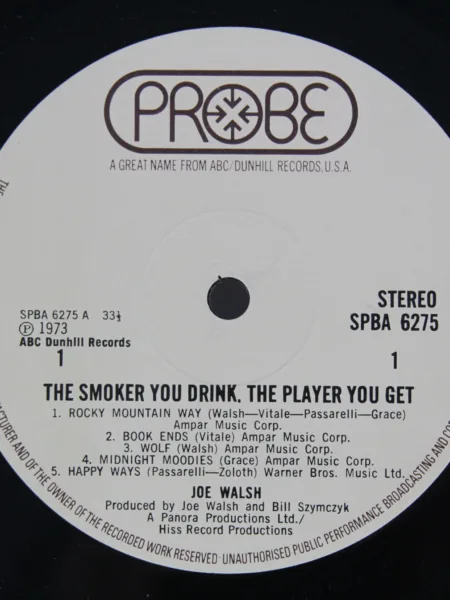 PROBE
A GREAT NAME FROM ABC/DUNHILL RECORDS, U.S.A.
STEREO
SPBA 6275
SPBA 6275 A 33⅓
Ⓟ 1973
ABC Dunhill Records
1
1
THE SMOKER YOU DRINK, THE PLAYER YOU GET
1. ROCKY MOUNTAIN WAY (Walsh—Vitale—Passarelli—Grace)
Ampar Music Corp.
2. BOOK ENDS (Vitale) Ampar Music Corp.
3. WOLF (Walsh) Ampar Music Corp.
4. MIDNIGHT MOODIES (Grace) Ampar Music Corp.
5. HAPPY WAYS (Passarelli—Zoloth) Warner Bros. Music Ltd.
JOE WALSH
Produced by Joe Walsh and Bill Szymczyk
A Panora Productions Ltd./
Hiss Record Productions
AND OF THE OWNER OF THE RECORDED WORK RESERVED·UNAUTHORISED PUBLIC PERFORMANCE BROADCASTING AND